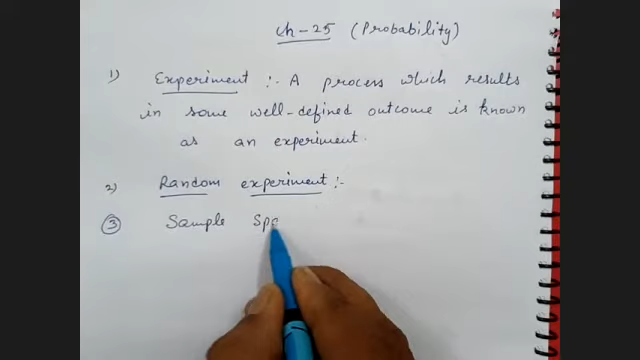 Ch-25 (Probability)
1) Experiment :- A process which results
in some well-defined outcome is known
as an experiment.
2) Random experiment :-
3 Sample Spa